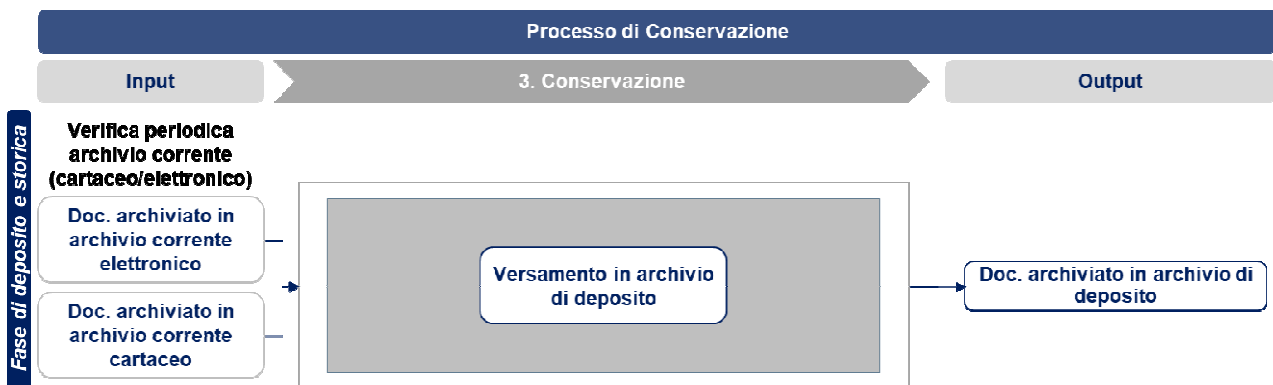 Processo di Conservazione
Input
3. Conservazione
Output
Fase di deposito e storica
Verifica periodica
archivio corrente
(cartaceo/elettronico)
Doc. archiviato in
archivio corrente
elettronico
Doc. archiviato in
archivio corrente
cartaceo
Versamento in archivio
di deposito
Doc. archiviato in archivio di
deposito